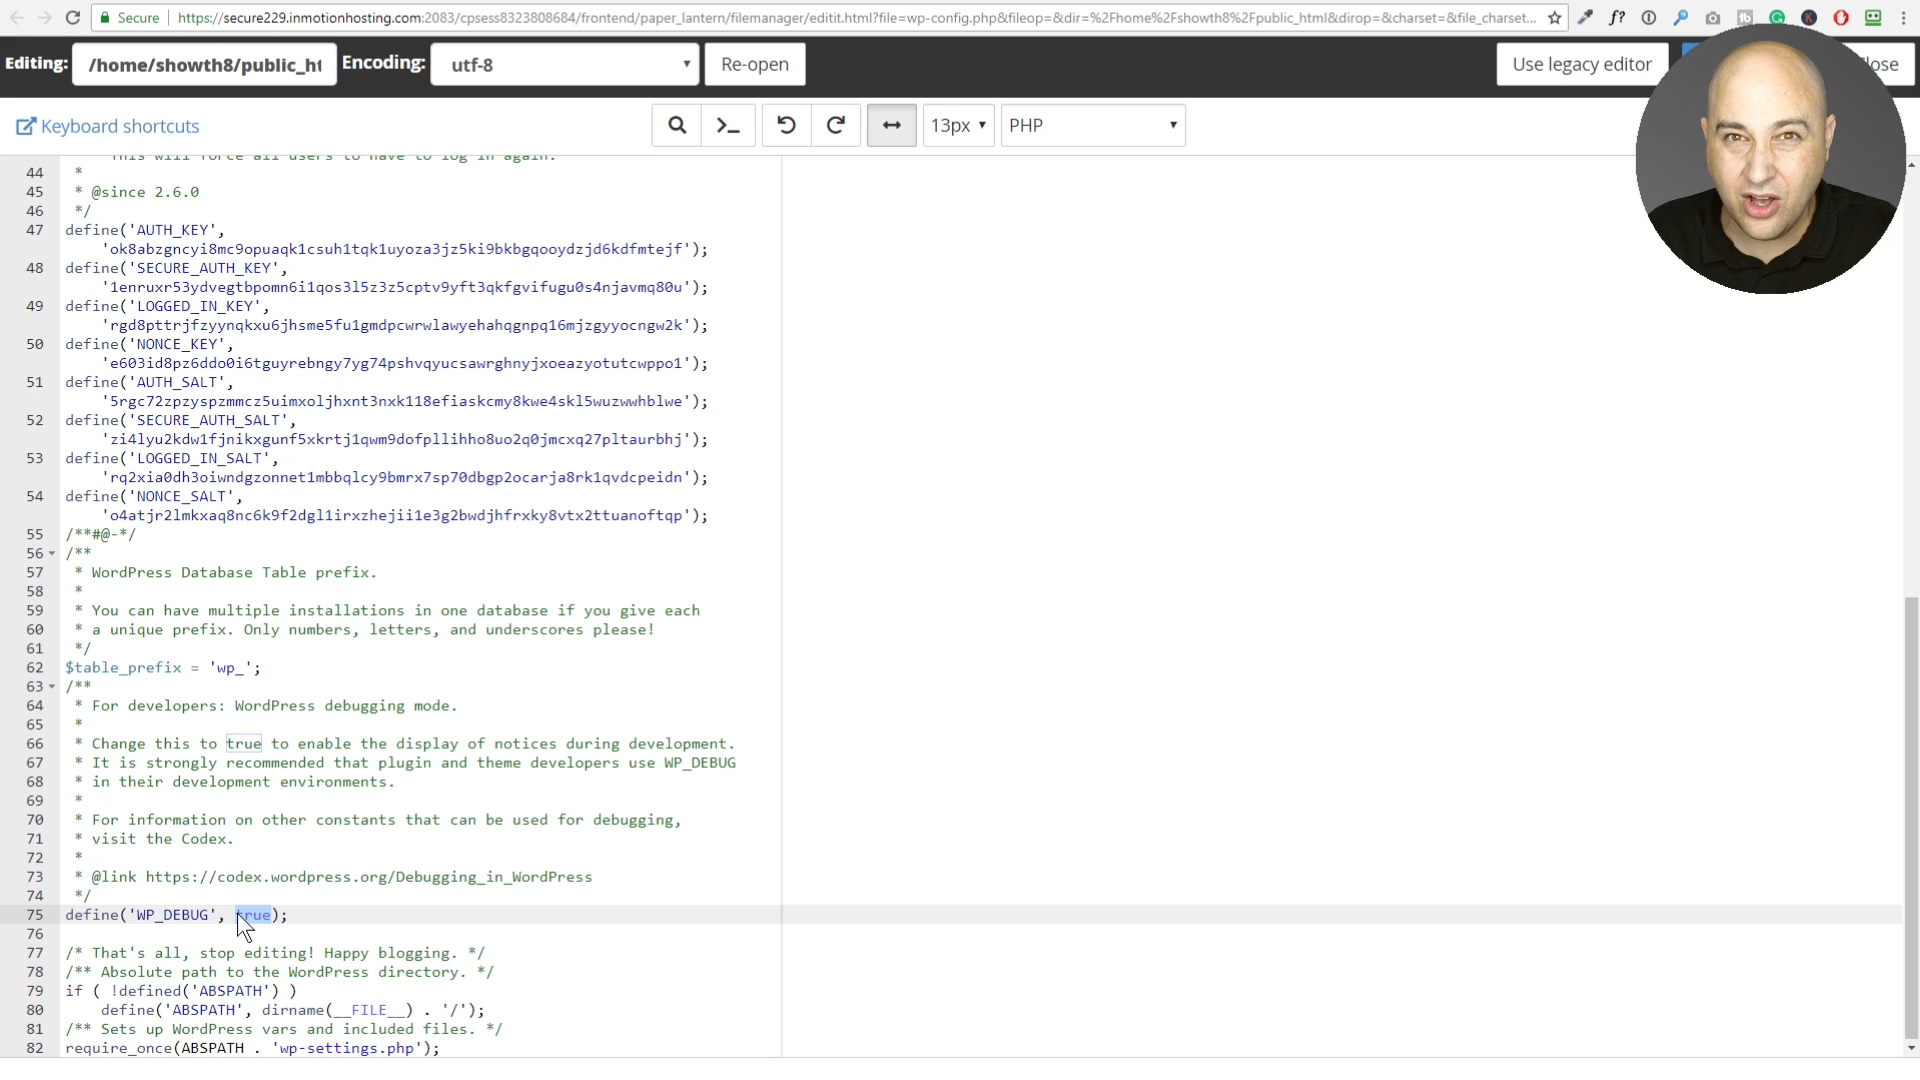 Secure https://secure229.inmotionhosting.com:2083/cpsess8323808684/frontend/paper_lantern/filemanager/editit.html?file=wp-config.php&fileop=&dir=%2Fhome%2Fshowth8%2Fpublic_html&dirop=&charset=&file_charset...
Editing: /home/showth8/public_ht Encoding: utf-8 Re-open Use legacy editor
Keyboard shortcuts 13px PHP
This will force all users to have to log in again.
44 *
45 * @since 2.6.0
46 */
47 define('AUTH_KEY',
'ok8abzgncyi8mc9opuaqk1csuh1tqk1uyoza3jz5ki9bkbgqooydzjd6kdfmtejf');
48 define('SECURE_AUTH_KEY',
'1enruxr53ydvegtbpomn6i1qos3l5z3z5cptv9yft3qkfgvifugu0s4njavmq80u');
49 define('LOGGED_IN_KEY',
'rgd8pttrjfzyynqkxu6jhsme5fu1gmdpcwrwlawyehahqgnpq16mjzgyyocngw2k');
50 define('NONCE_KEY',
'e603id8pz6ddo0i6tguyrebngy7yg74pshvqyucsawrghnyjxoeazyotutcwppo1');
51 define('AUTH_SALT',
'5rgc72zpzyspzmmcz5uimxoljhxnt3nxk118efiaskcmy8kwe4skl5wuzwwhblwe');
52 define('SECURE_AUTH_SALT',
'zi4lyu2kdw1fjnikxgunf5xkrtj1qwm9dofpllihho8uo2q0jmcxq27pltaurbhj');
53 define('LOGGED_IN_SALT',
'rq2xia0dh3oiwndgzonnet1mbbqlcy9bmrx7sp70dbgp2ocarja8rk1qvdcpeidn');
54 define('NONCE_SALT',
'o4atjr2lmkxaq8nc6k9f2dgl1irxzhejii1e3g2bwdjhfrxky8vtx2ttuanoftqp');
55 /**#@-*/
56 /**
57 * WordPress Database Table prefix.
58 *
59 * You can have multiple installations in one database if you give each
60 * a unique prefix. Only numbers, letters, and underscores please!
61 */
62 $table_prefix = 'wp_';
63 /**
64 * For developers: WordPress debugging mode.
65 *
66 * Change this to true to enable the display of notices during development.
67 * It is strongly recommended that plugin and theme developers use WP_DEBUG
68 * in their development environments.
69 *
70 * For information on other constants that can be used for debugging,
71 * visit the Codex.
72 *
73 * @link https://codex.wordpress.org/Debugging_in_WordPress
74 */
75 define('WP_DEBUG', true);
76
77 /* That's all, stop editing! Happy blogging. */
78 /** Absolute path to the WordPress directory. */
79 if ( !defined('ABSPATH') )
80 define('ABSPATH', dirname(__FILE__) . '/');
81 /** Sets up WordPress vars and included files. */
82 require_once(ABSPATH . 'wp-settings.php');